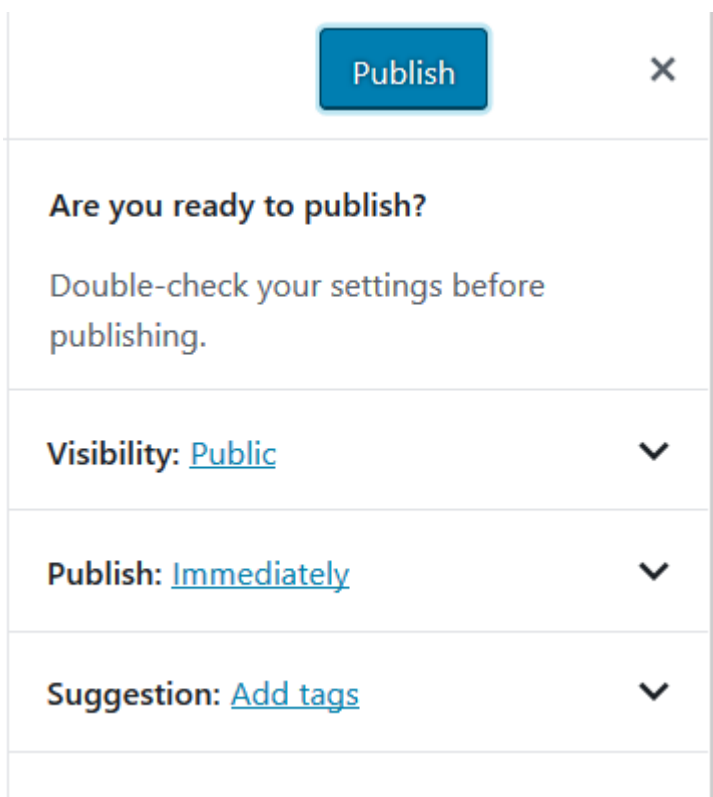 Publish
Are you ready to publish?
Double-check your settings before
publishing.
Visibility: Public
Publish: Immediately
Suggestion: Add tags